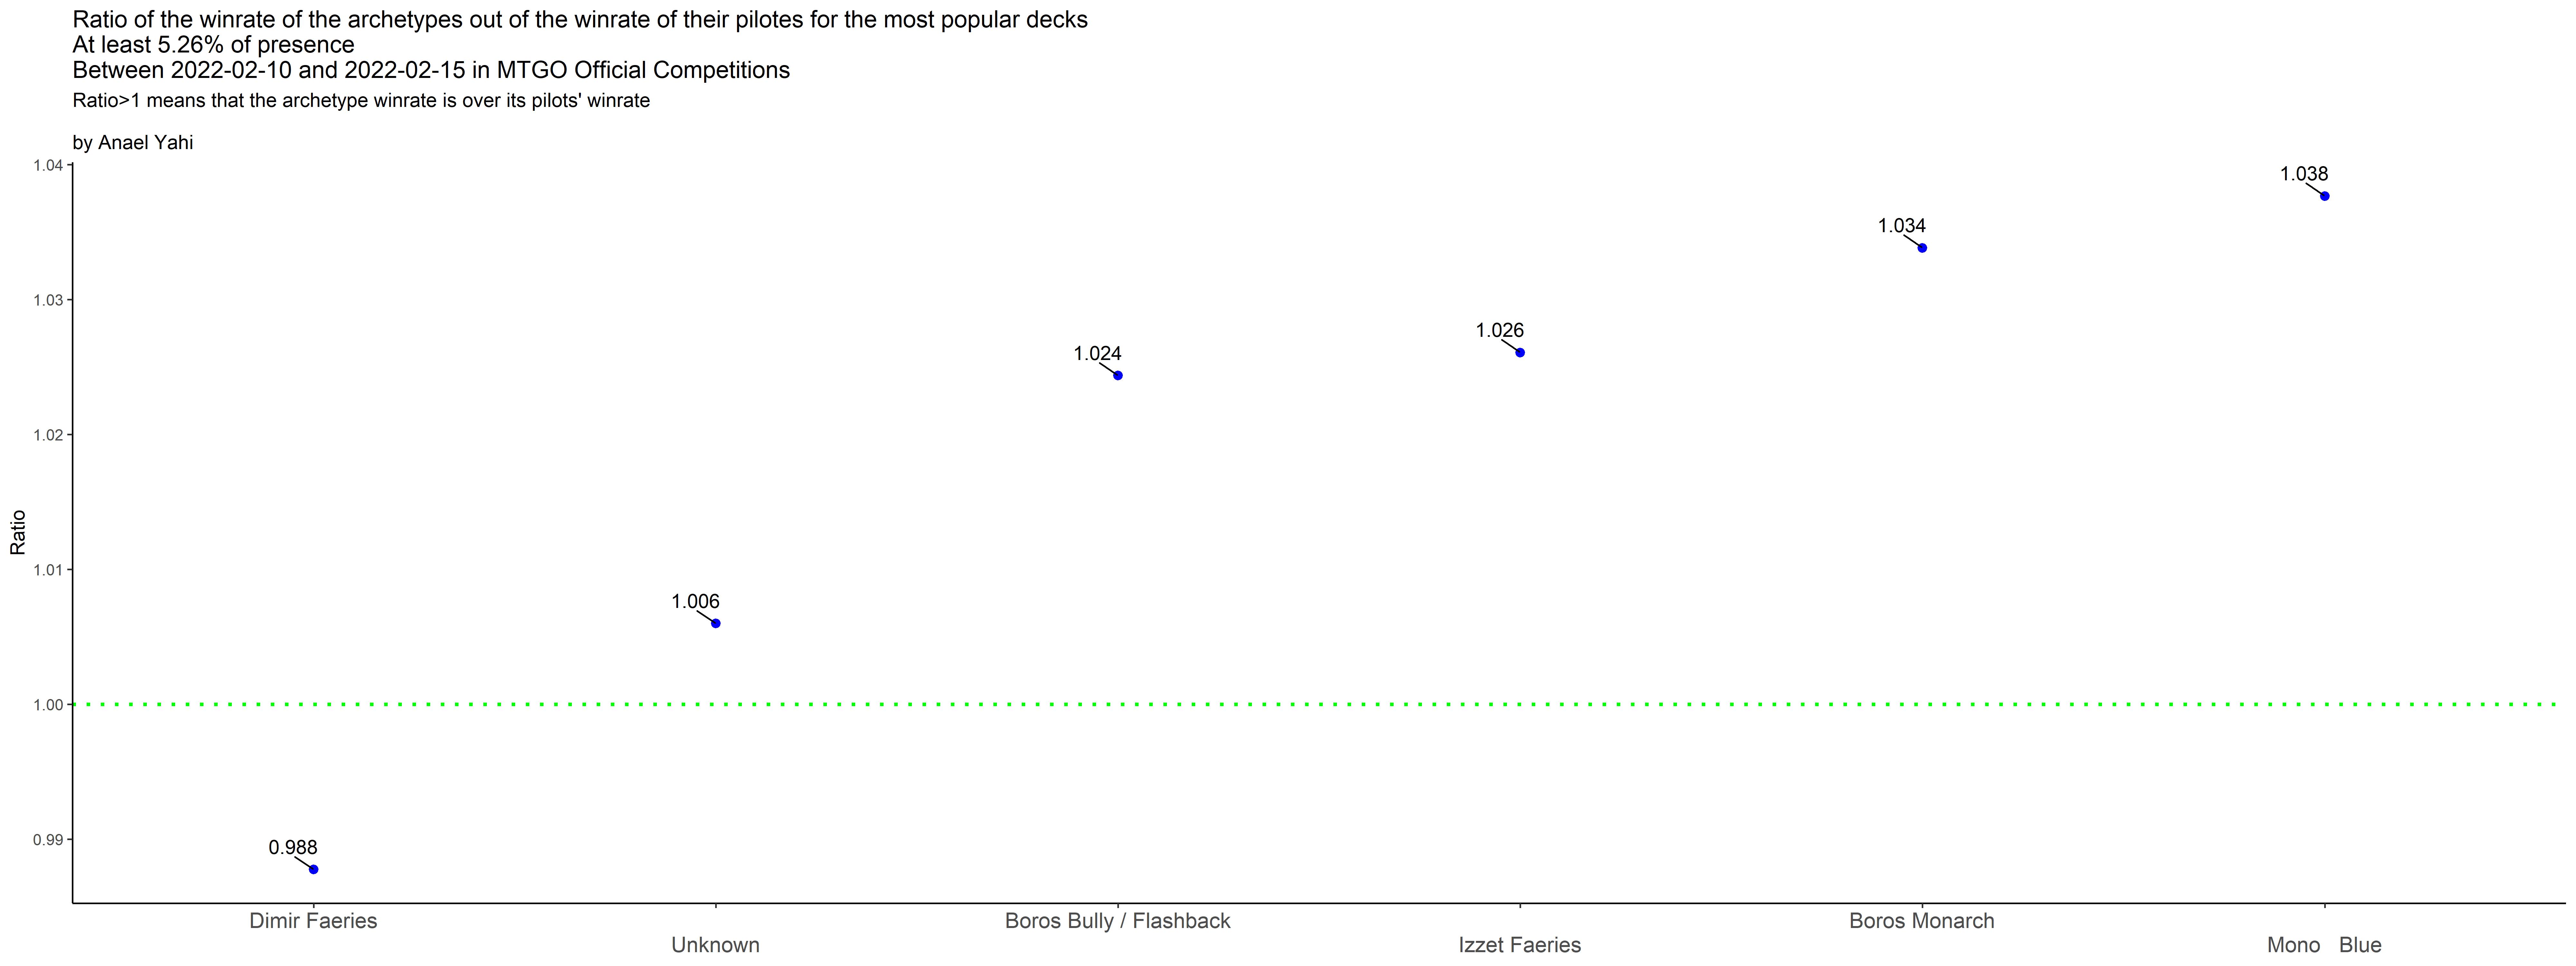 Ratio of the winrate of the archetypes out of the winrate of their pilotes for the most popular decks
At least 5.26% of presence
Between 2022-02-10 and 2022-02-15 in MTGO Official Competitions
Ratio>1 means that the archetype winrate is over its pilots' winrate
by Anael Yahi
1.04
1.038
1.034
1.03
1.026
1.024
1.02
Ratio
1.01
1.006
1.00
0.99
0.988
Dimir Faeries
Boros Bully / Flashback
Boros Monarch
Unknown
Izzet Faeries
Mono   Blue